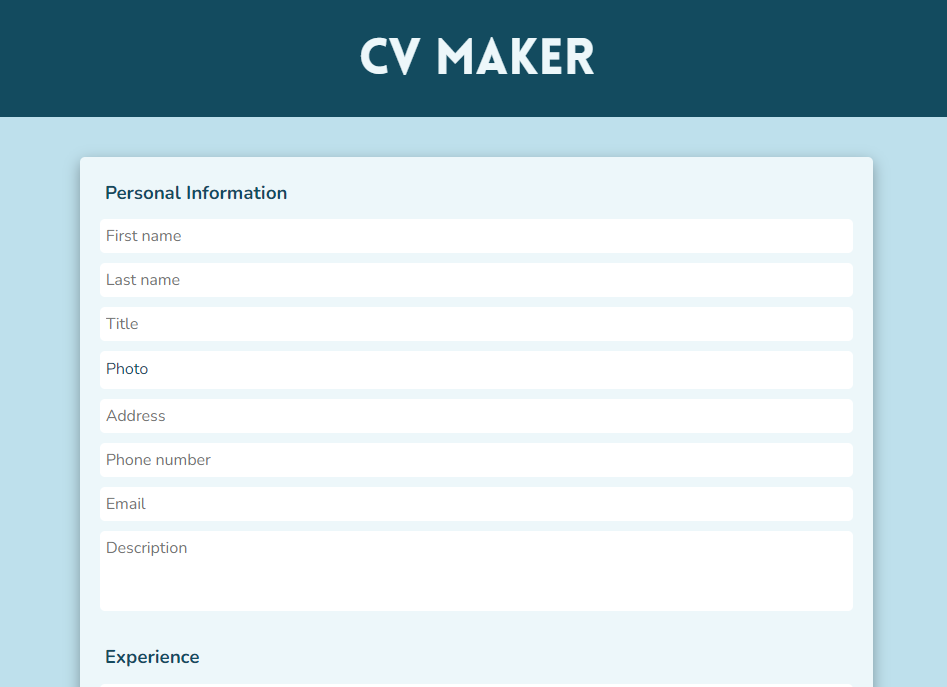 CV MAKER
Personal Information
First name
Last name
Title
Photo
Address
Phone number
Email
Description
Experience